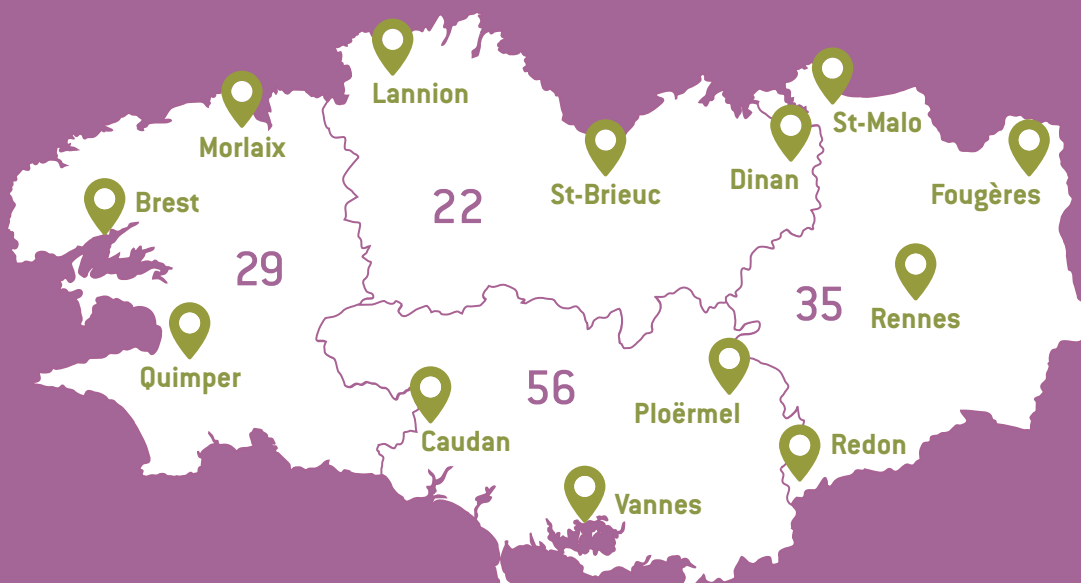 Lannion
St-Malo
Morlaix
Dinan
St-Brieuc
Fougères
Brest
22
29
35
Rennes
Quimper
56
Ploërmel
Caudan
Redon
Vannes